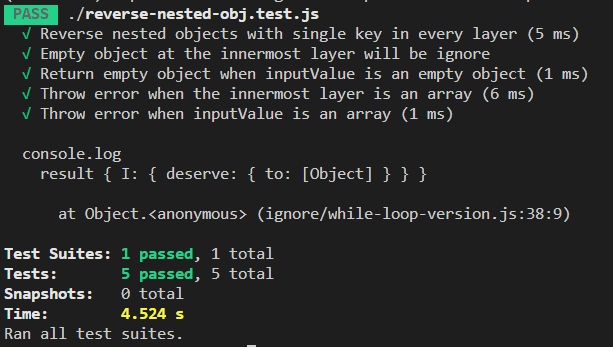 PASS ./reverse-nested-obj.test.js
√ Reverse nested objects with single key in every layer (5 ms)
√ Empty object at the innermost layer will be ignore
√ Return empty object when inputValue is an empty object (1 ms)
√ Throw error when the innermost layer is an array (6 ms)
√ Throw error when inputValue is an array (1 ms)
console.log
result { I: { deserve: { to: [Object] } } }
at Object.<anonymous> (ignore/while-loop-version.js:38:9)
Test Suites: 1 passed, 1 total
Tests: 5 passed, 5 total
Snapshots: 0 total
Time: 4.524 s
Ran all test suites.